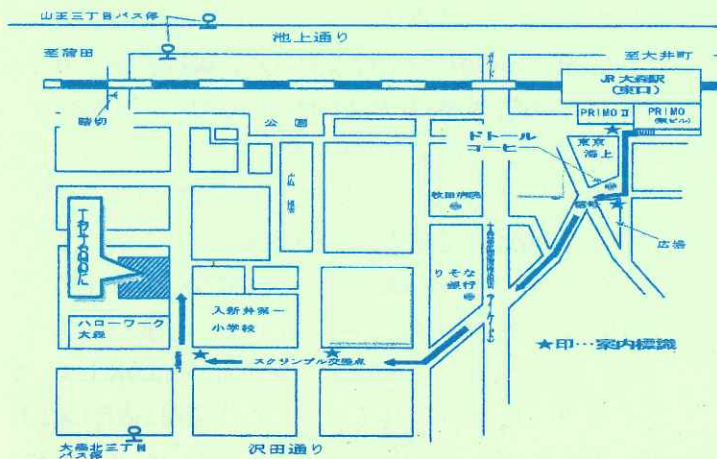 山王三丁目バス停
池上通り
至蒲田
至大井町
JR大森駅
(東口)
PRIMO II
PRIMO
(駅ビル)
踏切
公園
ドトール
コーヒ
東京
海上
広場
牧田病院
広場
りそな
銀行
入新井第一
小学校
ハローワーク
大森
★印…案内標識
スクランブル交差点
大森北三丁目
バス停
沢田通り